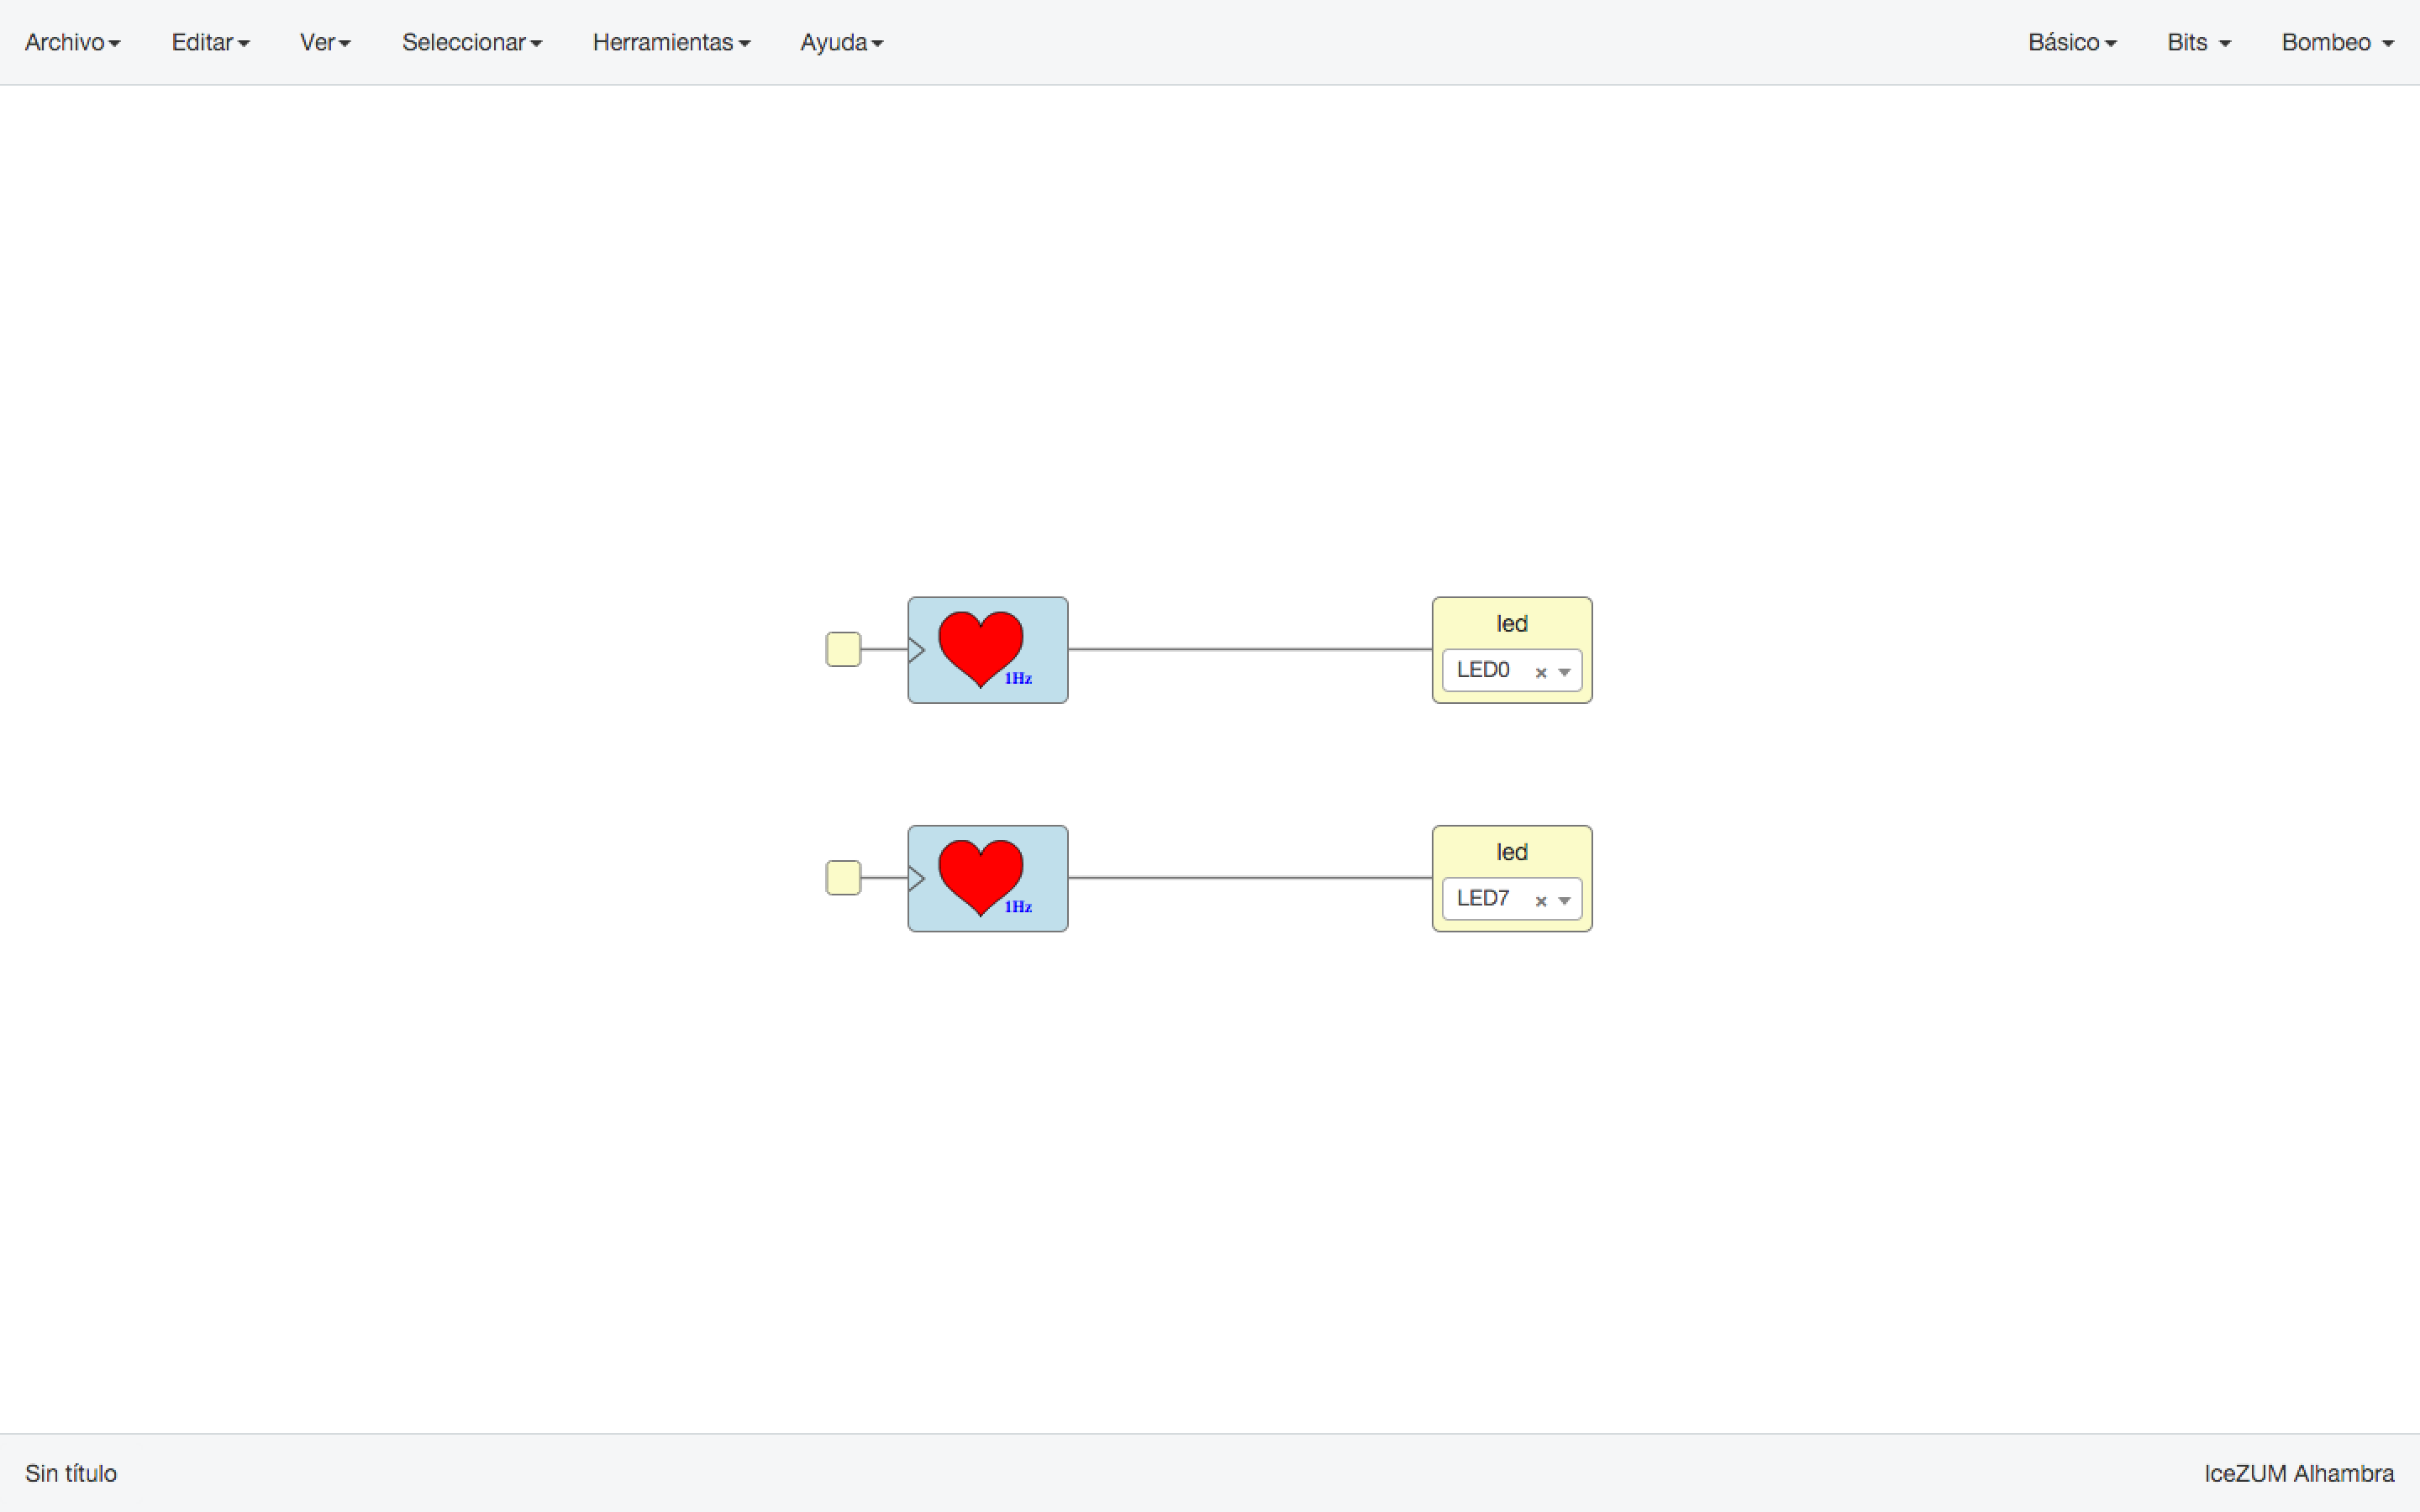 Archivo Editar Ver Seleccionar Herramientas Ayuda Básico Bits Bombeo
1Hz
led
LED0
1Hz
led
LED7
Sin título IceZUM Alhambra